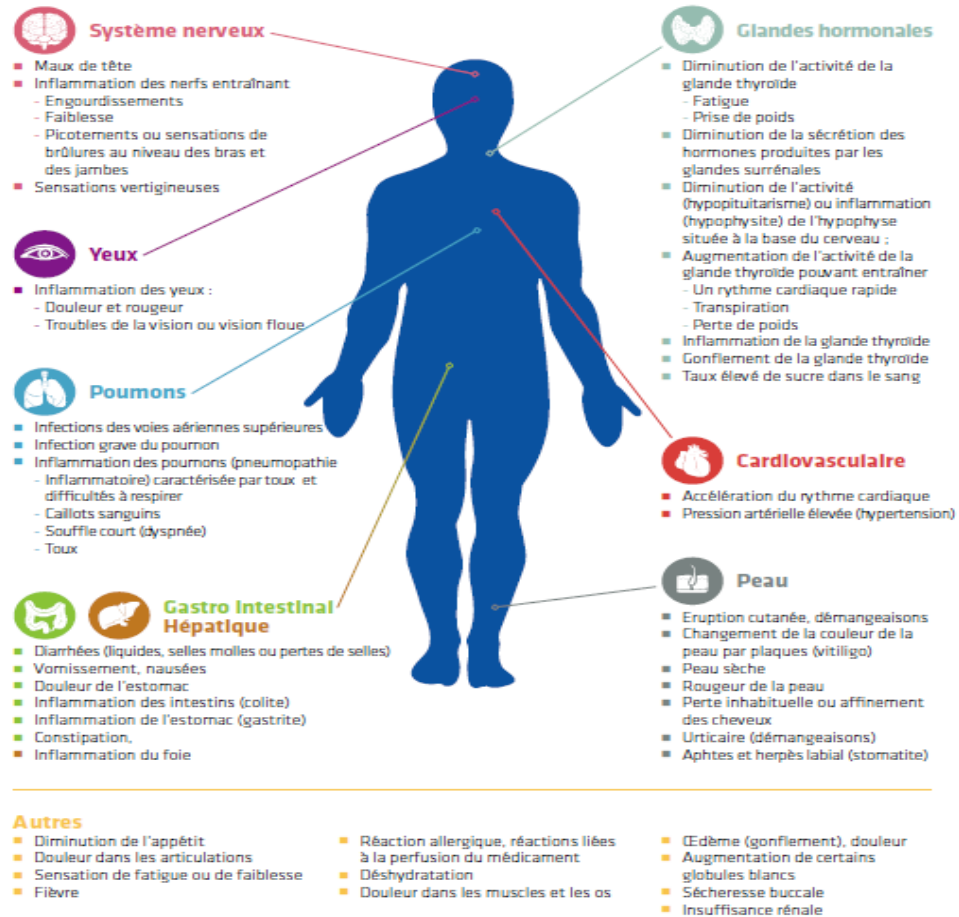 Système nerveux
Maux de tête
Inflammation des nerfs entraînant
- Engourdissements
- Faiblesse
- Picotements ou sensations de
brûlures au niveau des bras et
des jambes
Sensations vertigineuses
Yeux
Inflammation des yeux :
- Douleur et rougeur
- Troubles de la vision ou vision floue
Poumons
Infections des voies aériennes supérieures
Infection grave du poumon
Inflammation des poumons (pneumopathie
- Inflammatoire) caractérisée par toux et
difficultés à respirer
- Caillots sanguins
- Souffle court (dyspnée)
- Toux
Gastro Intestinal
Hépatique
Diarrhées (liquides, selles molles ou pertes de selles)
Vomissement, nausées
Douleur de l'estomac
Inflammation des intestins (colite)
Inflammation de l'estomac (gastrite)
Constipation,
Inflammation du foie
Glandes hormonales
Diminution de l'activité de la
glande thyroïde
- Fatigue
- Prise de poids
Diminution de la sécrétion des
hormones produites par les
glandes surrénales
Diminution de l'activité
(hypopituitarisme) ou inflammation
(hypophysite) de l'hypophyse
située à la base du cerveau ;
Augmentation de l'activité de la
glande thyroïde pouvant entraîner
- Un rythme cardiaque rapide
- Transpiration
- Perte de poids
Inflammation de la glande thyroïde
Gonflement de la glande thyroïde
Taux élevé de sucre dans le sang
Cardiovasculaire
Accélération du rythme cardiaque
Pression artérielle élevée (hypertension)
Peau
Eruption cutanée, démangeaisons
Changement de la couleur de la
peau par plaques (vitiligo)
Peau sèche
Rougeur de la peau
Perte inhabituelle ou affinement
des cheveux
Urticaire (démangeaisons)
Aphtes et herpès labial (stomatite)
Autres
Diminution de l'appétit
Douleur dans les articulations
Sensation de fatigue ou de faiblesse
Fièvre
Réaction allergique, réactions liées
à la perfusion du médicament
Déshydratation
Douleur dans les muscles et les os
Œdème (gonflement), douleur
Augmentation de certains
globules blancs
Sécheresse buccale
Insuffisance rénale